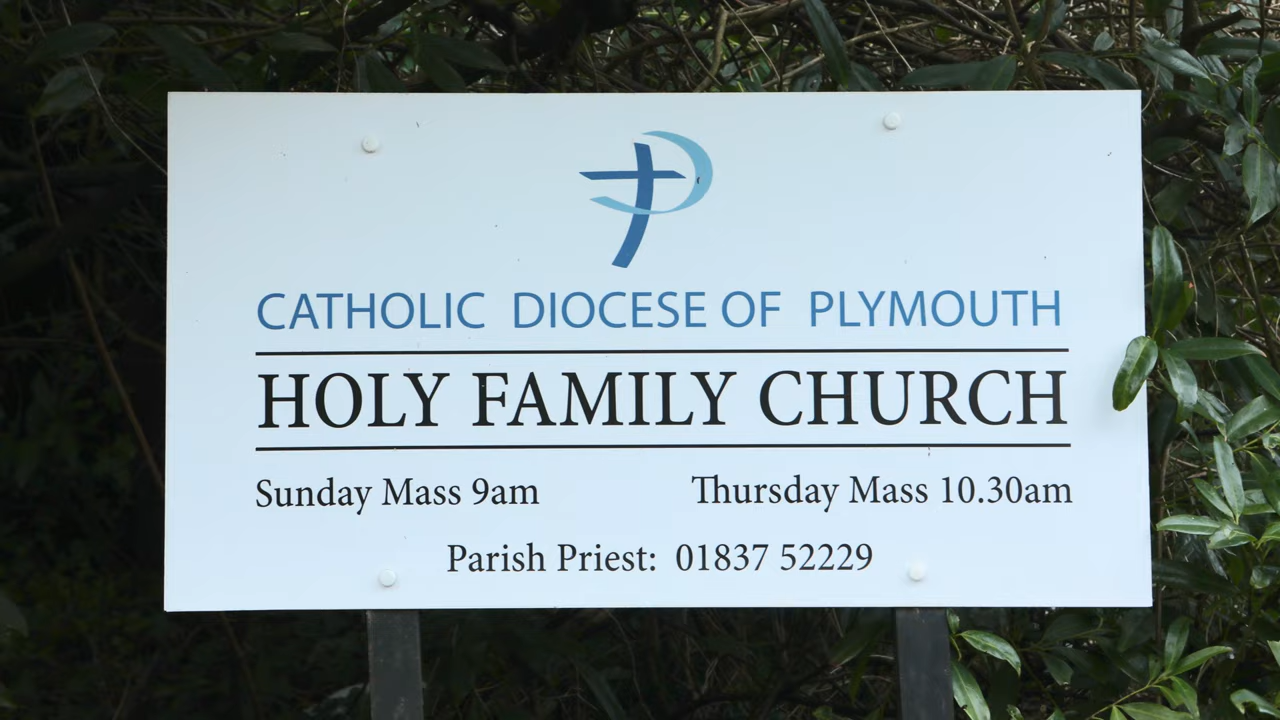 CATHOLIC DIOCESE OF PLYMOUTH
HOLY FAMILY CHURCH
Sunday Mass 9am Thursday Mass 10.30am
Parish Priest: 01837 52229